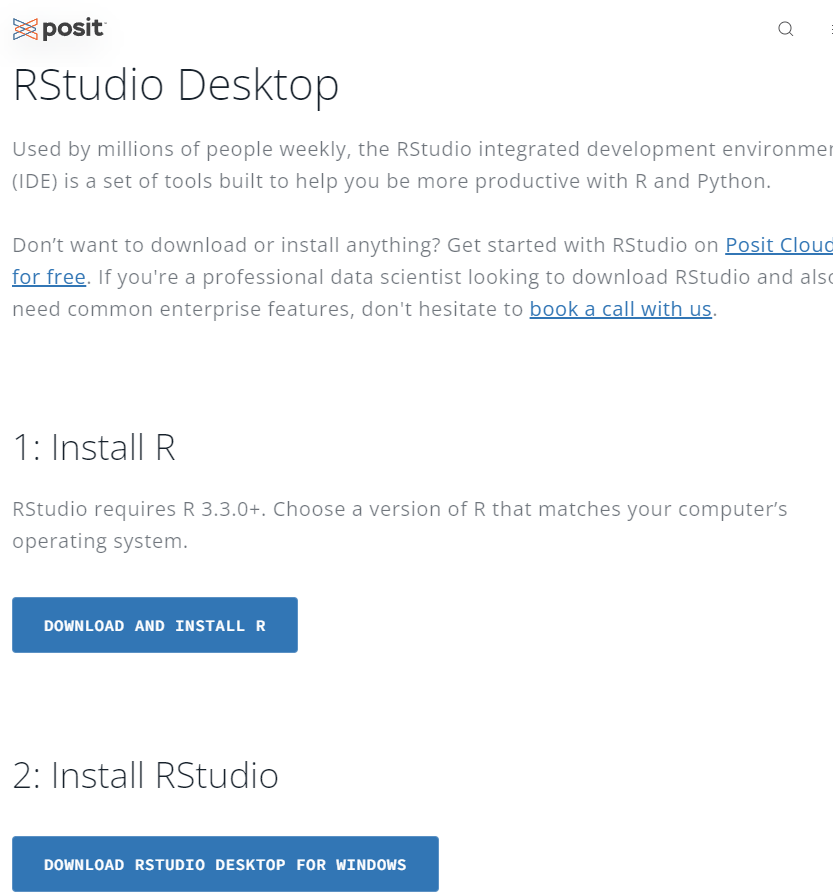 posit
RStudio Desktop
Used by millions of people weekly, the RStudio integrated development
(IDE) is a set of tools built to help you be more productive with R and Python.
Don’t want to download or install anything? Get started with RStudio on Posit Cloud
for free. If you're a professional data scientist looking to download RStudio and
need common enterprise features, don't hesitate to book a call with us.
1: Install R
RStudio requires R 3.3.0+. Choose a version of R that matches your computer’s
operating system.
DOWNLOAD AND INSTALL R
2: Install RStudio
DOWNLOAD RSTUDIO DESKTOP FOR WINDOWS